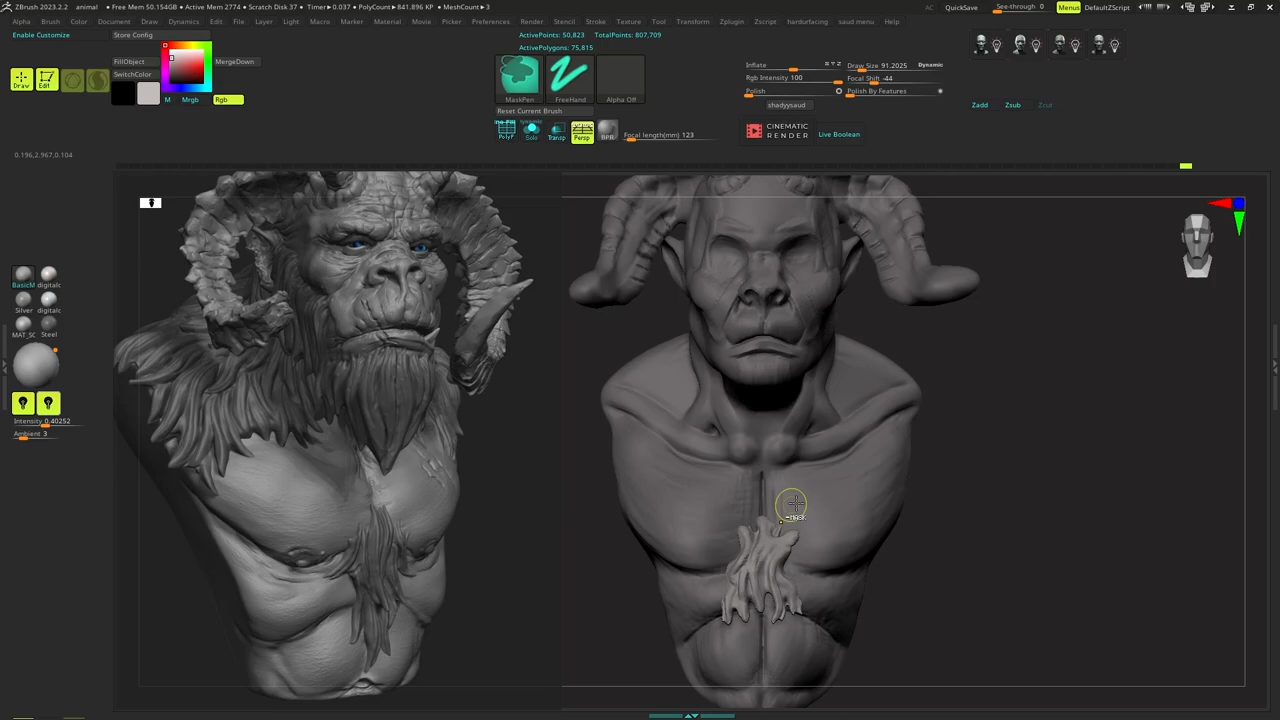 ZBrush 2023.2.2 animal • Free Mem 50.154GB • Active Mem 2774 • Scratch Disk 37 • Timer▸0.037 • PolyCount▸841.896 KP • MeshCount▸3
AC QuickSave See-through 0 Menus DefaultZScript
Alpha Brush Color Document Draw Dynamics Edit File Layer Light Macro Marker Material Movie Picker Preferences Render Stencil Stroke Texture Tool Transform Zplugin Zscript hardurfacing saud menu Help
Enable Customize
Store Config
ActivePoints: 50,823 TotalPoints: 807,709
ActivePolygons: 75,815
FillObject
MergeDown
SwitchColor
Draw Edit
M Mrgb Rgb
MaskPen FreeHand Alpha Off
Reset Current Brush
PolyF Solo Transp Persp BPR Focal length(mm) 123
Inflate Draw Size 91.2025 Dynamic
Rgb Intensity 100 Focal Shift -44
Polish Polish By Features
shadyysaud
CINEMATIC
RENDER
Live Boolean
Zadd Zsub Zcut
0.196,2.967,0.104
BasicM digitalc
Silver digitalc
MAT_SC Steel
Intensity 0.40252
Ambient 3
-MASK